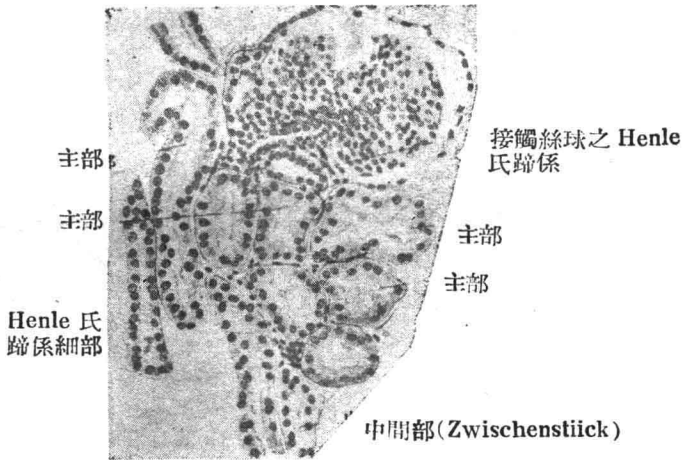 接觸絲球之 Henle
氏蹄係
主部
主部
主部
主部
Henle 氏
蹄係細部
中間部(Zwischenstiick)